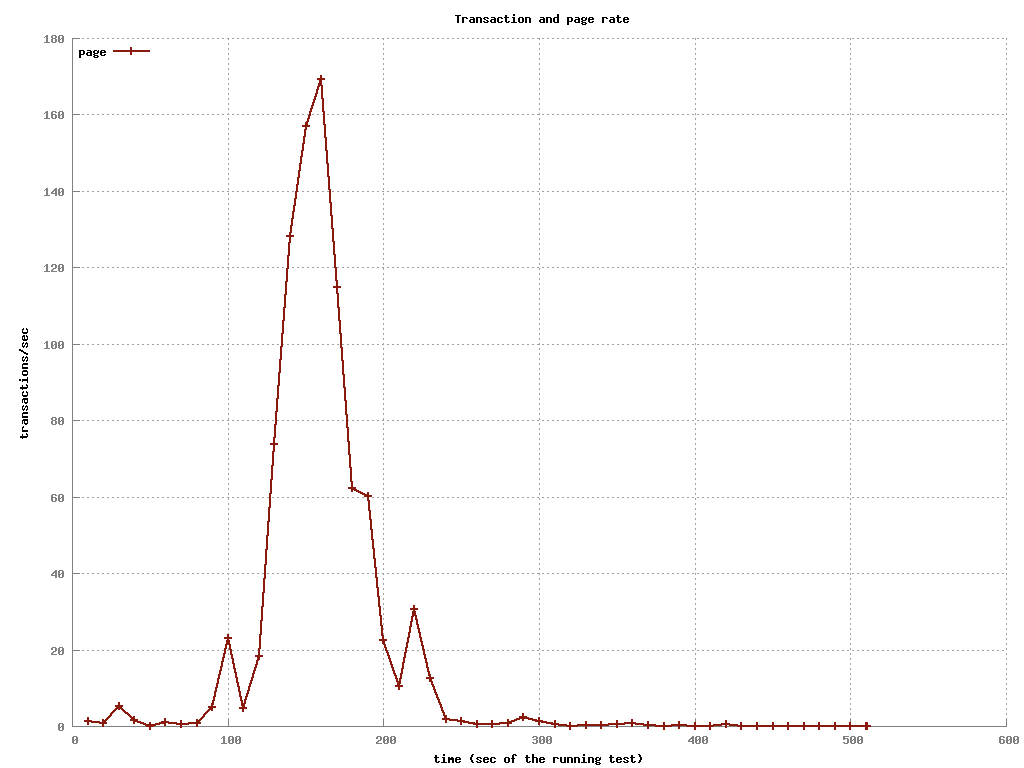 Transaction and page rate
page
180
160
140
120
100
80
60
40
20
0
transactions/sec
0 100 200 300 400 500 600
time (sec of the running test)